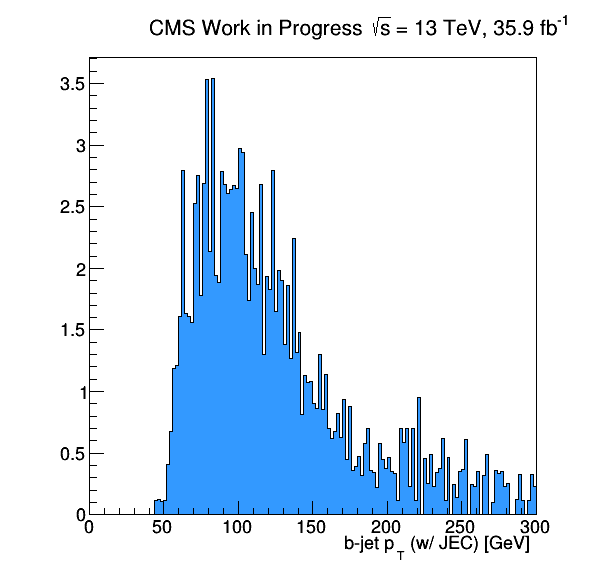 CMS Work in Progress √s = 13 TeV, 35.9 fb⁻¹
3.5
3
2.5
2
1.5
1
0.5
0
0 50 100 150 200 250 300
b-jet p_T (w/ JEC) [GeV]